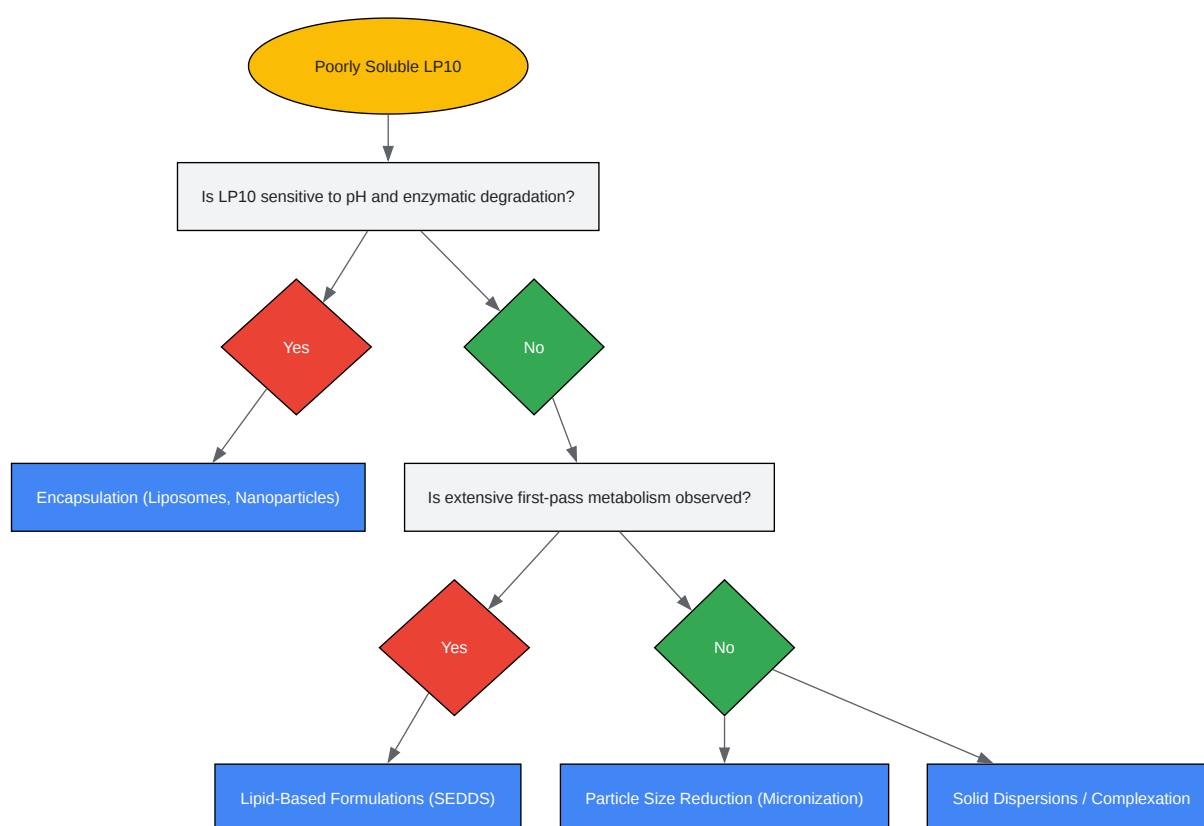 Poorly Soluble LP10
Is LP10 sensitive to pH and enzymatic degradation?
Yes
No
Encapsulation (Liposomes, Nanoparticles)
Is extensive first-pass metabolism observed?
Yes
No
Lipid-Based Formulations (SEDDS)
Particle Size Reduction (Micronization)
Solid Dispersions / Complexation